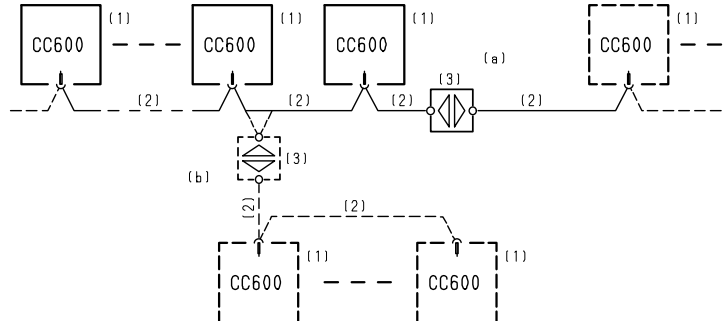 (1) (1) (1) (1)
CC600 CC600 CC600 CC600
(a)
(3)
(2) (2) (2) (2)
(3)
(b)
(2) (2)
(1) (1)
CC600 CC600